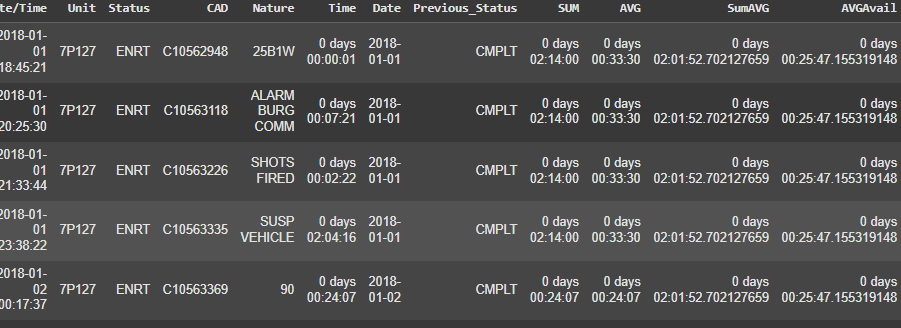 te/Time Unit Status CAD Nature Time Date Previous_Status SUM AVG SumAVG AVGAvail
2018-01-01 18:45:21 7P127 ENRT C10562948 25B1W 0 days 00:00:01 2018-01-01 CMPLT 0 days 02:14:00 0 days 00:33:30 0 days 02:01:52.702127659 0 days 00:25:47.155319148
2018-01-01 20:25:30 7P127 ENRT C10563118 ALARM BURG COMM 0 days 00:07:21 2018-01-01 CMPLT 0 days 02:14:00 0 days 00:33:30 0 days 02:01:52.702127659 0 days 00:25:47.155319148
2018-01-01 21:33:44 7P127 ENRT C10563226 SHOTS FIRED 0 days 00:02:22 2018-01-01 CMPLT 0 days 02:14:00 0 days 00:33:30 0 days 02:01:52.702127659 0 days 00:25:47.155319148
2018-01-01 23:38:22 7P127 ENRT C10563335 SUSP VEHICLE 0 days 02:04:16 2018-01-01 CMPLT 0 days 02:14:00 0 days 00:33:30 0 days 02:01:52.702127659 0 days 00:25:47.155319148
2018-01-02 00:17:37 7P127 ENRT C10563369 90 0 days 00:24:07 2018-01-02 CMPLT 0 days 00:24:07 0 days 00:24:07 0 days 02:01:52.702127659 0 days 00:25:47.155319148